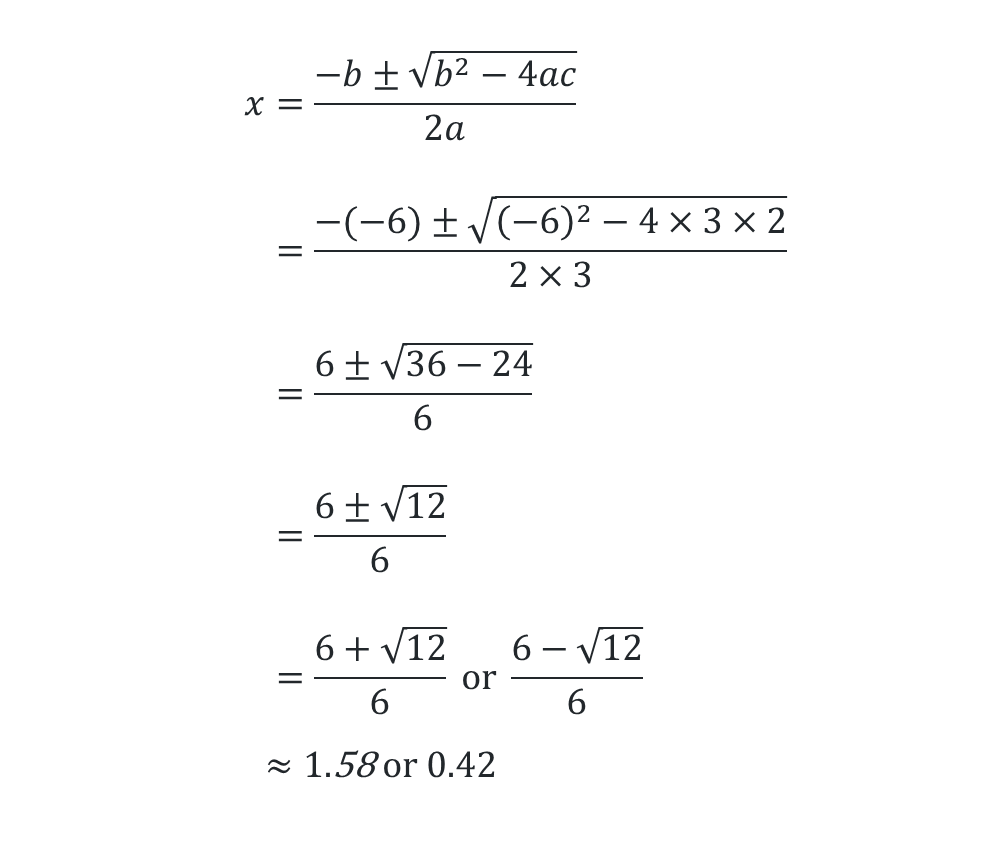 x = (−b ± √(b² − 4ac)) / 2a
= (−(−6) ± √((−6)² − 4 × 3 × 2)) / (2 × 3)
= (6 ± √(36 − 24)) / 6
= (6 ± √12) / 6
= (6 + √12) / 6 or (6 − √12) / 6
≈ 1.58 or 0.42